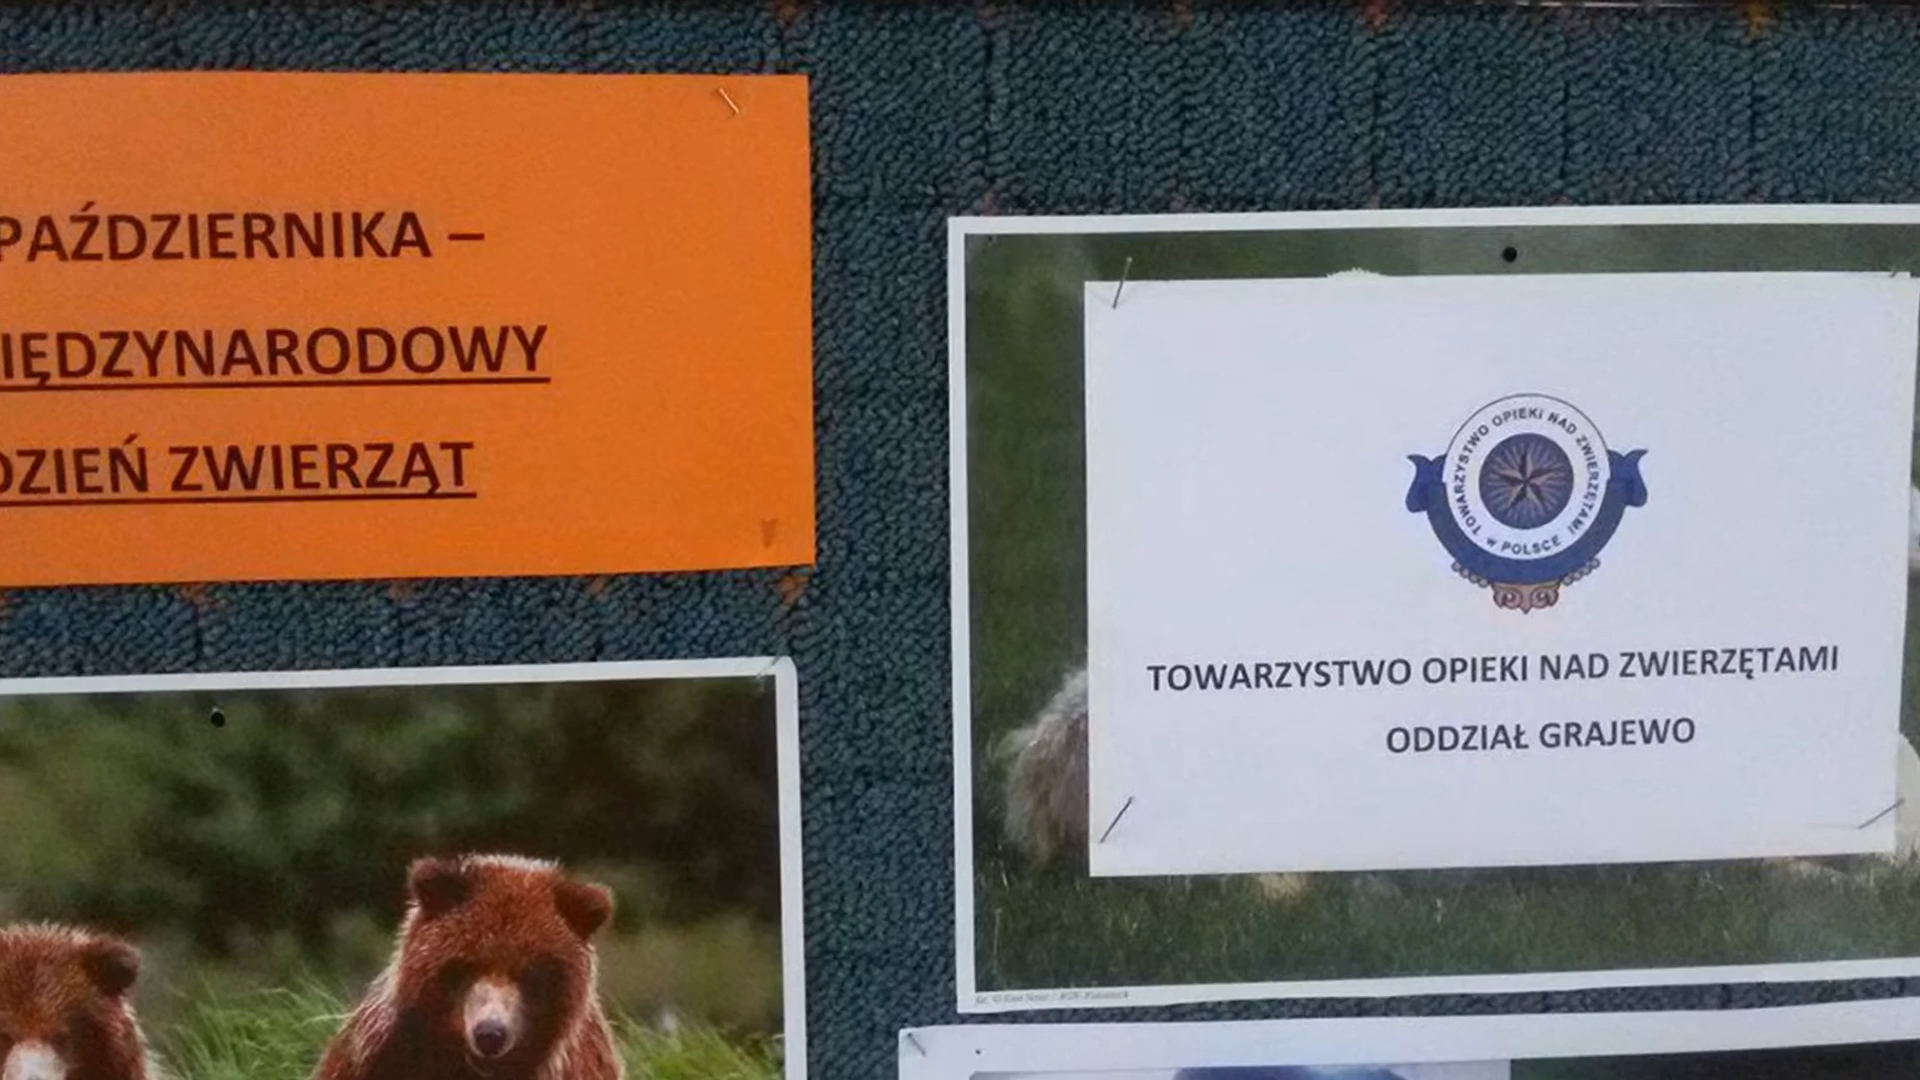 PAŹDZIERNIKA –
IĘDZYNARODOWY
DZIEŃ ZWIERZĄT
TOWARZYSTWO OPIEKi NAD ZWIERZĘTAMI
w POLSCE
TOWARZYSTWO OPIEKI NAD ZWIERZĘTAMI
ODDZIAŁ GRAJEWO